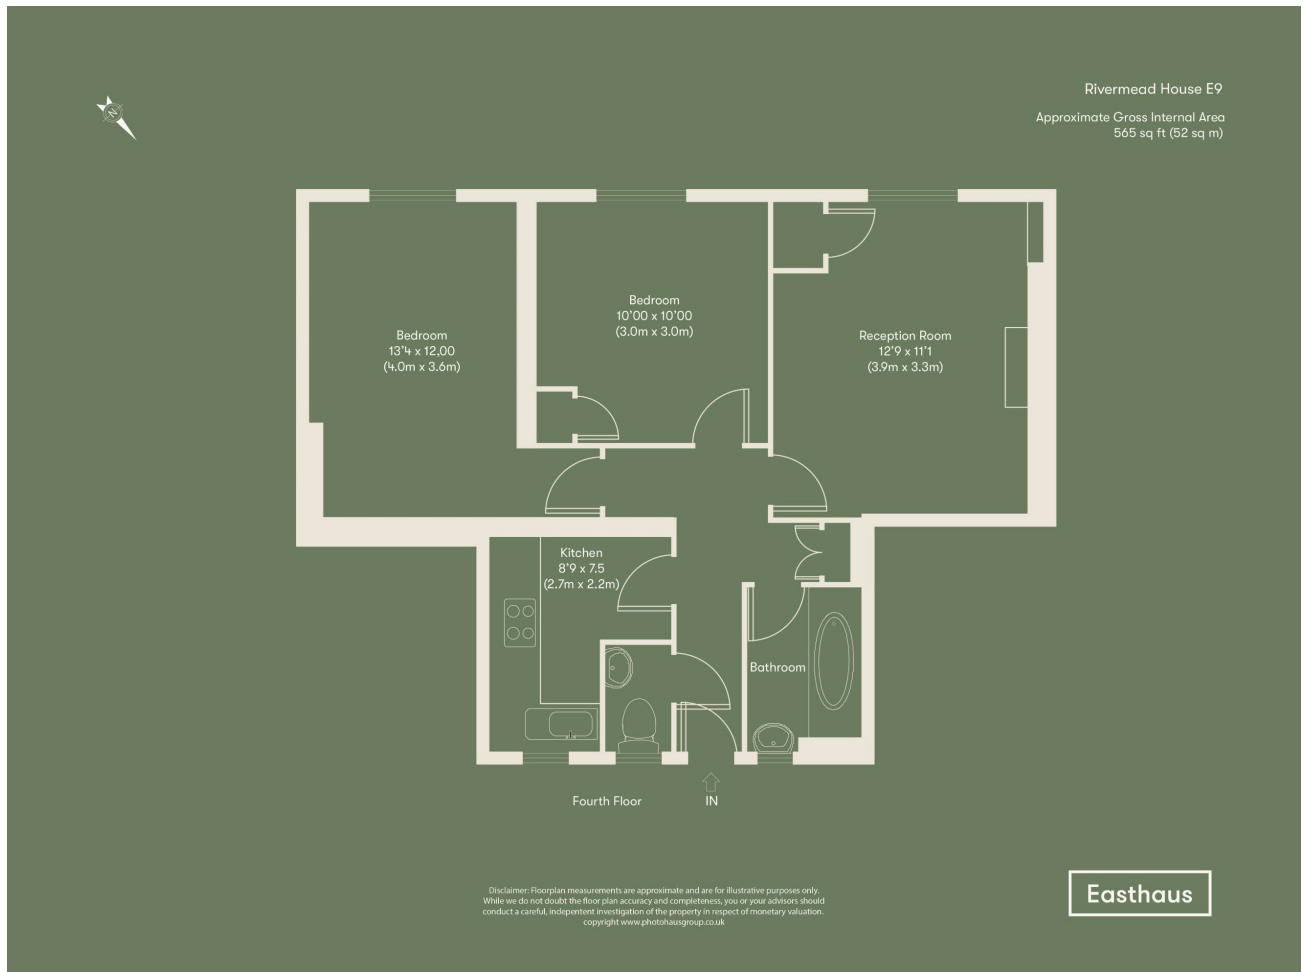 N
Rivermead House E9
Approximate Gross Internal Area
565 sq ft (52 sq m)
Bedroom
10'00 x 10'00
(3.0m x 3.0m)
Bedroom
13'4 x 12,00
(4.0m x 3.6m)
Reception Room
12'9 x 11'1
(3.9m x 3.3m)
Kitchen
8'9 x 7.5
(2.7m x 2.2m)
Bathroom
Fourth Floor
IN
Disclaimer: Floorplan measurements are approximate and are for illustrative purposes only.
While we do not doubt the floor plan accuracy and completeness, you or your advisors should
conduct a careful, indepentent investigation of the property in respect of monetary valuation.
copyright www.photohausgroup.co.uk
Easthaus